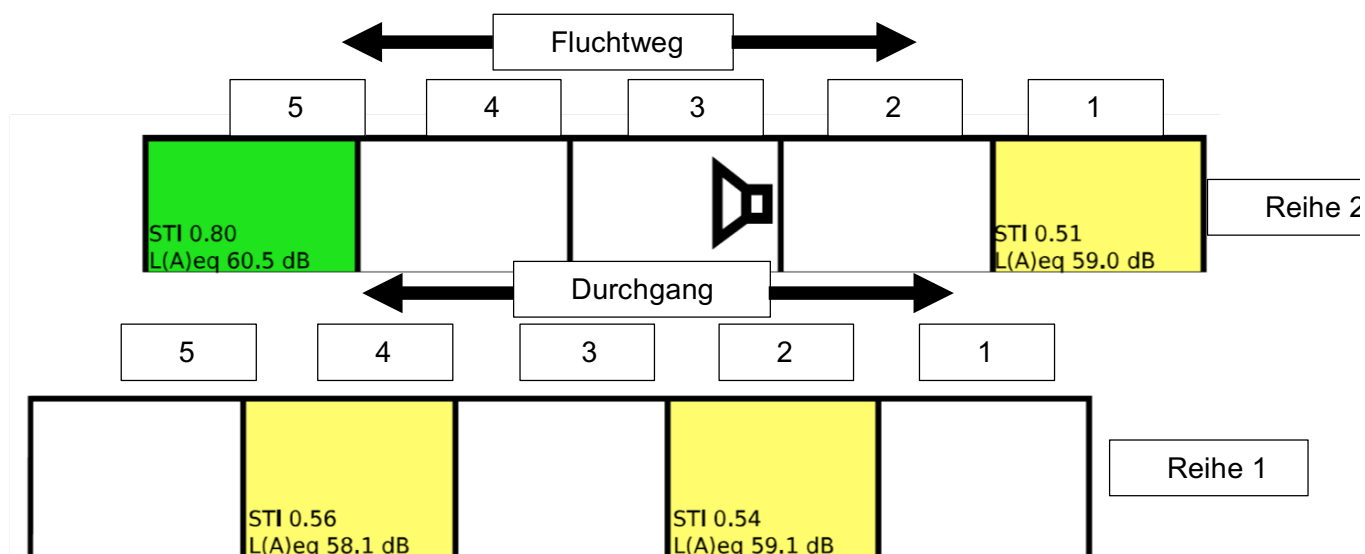 Fluchtweg
5 4 3 2 1
STI 0.80
L(A)eq 60.5 dB
STI 0.51
L(A)eq 59.0 dB
Reihe 2
Durchgang
5 4 3 2 1
STI 0.56
L(A)eq 58.1 dB
STI 0.54
L(A)eq 59.1 dB
Reihe 1